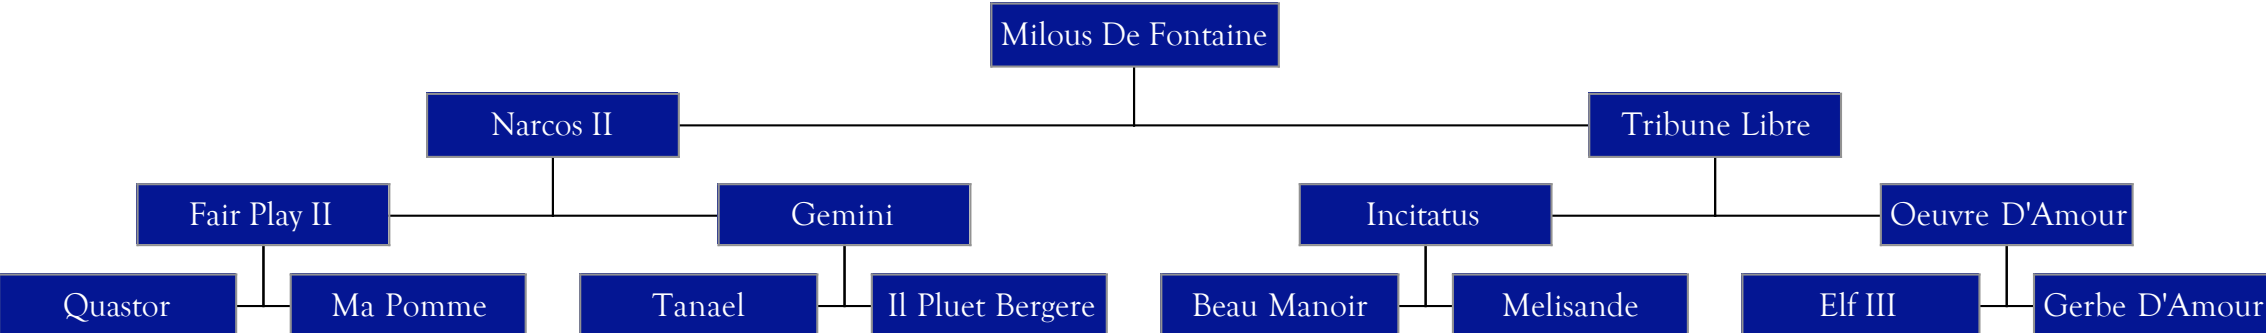 Milous De Fontaine
Narcos II
Tribune Libre
Fair Play II
Gemini
Incitatus
Oeuvre D'Amour
Quastor
Ma Pomme
Tanael
Il Pluet Bergere
Beau Manoir
Melisande
Elf III
Gerbe D'Amour